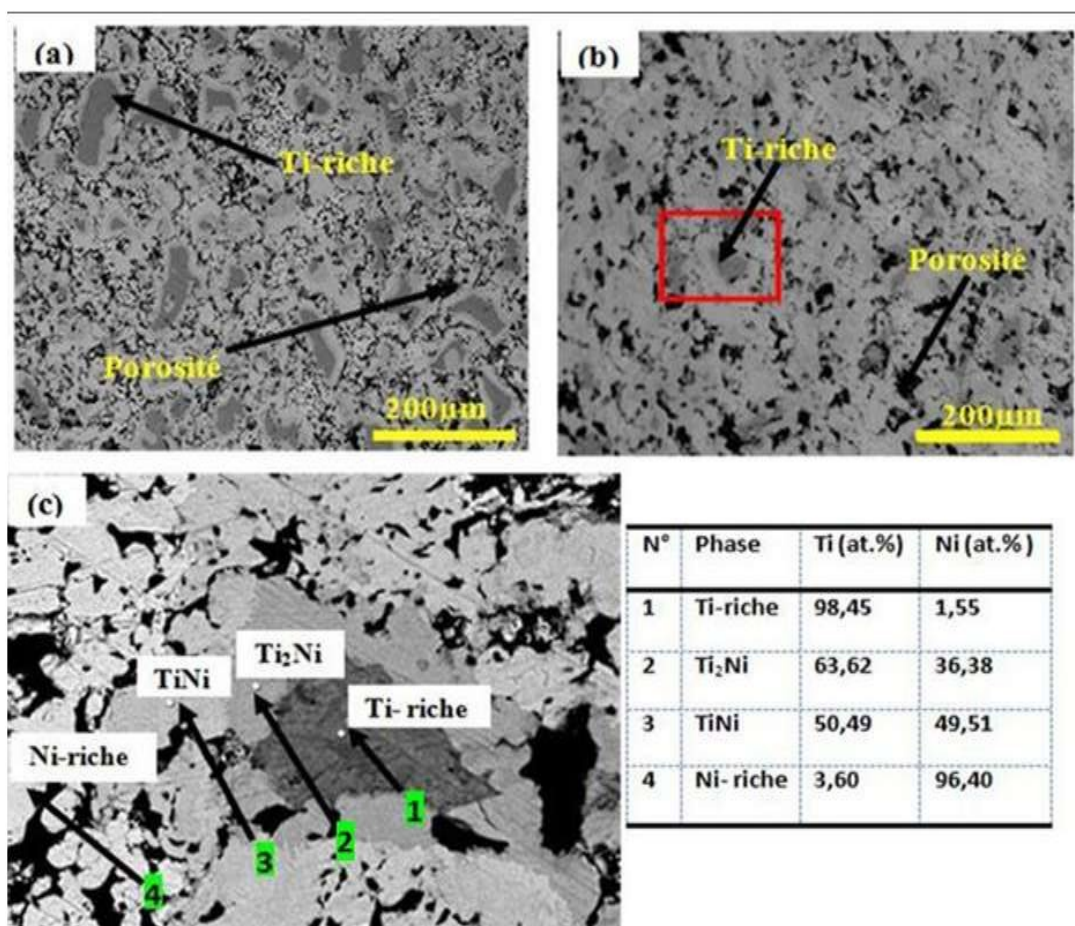 (a)
Ti-riche
Porosité
200µm
(b)
Ti-riche
Porosité
200µm
(c)
Ti₂Ni
TiNi
Ti- riche
Ni-riche
1
2
3
4
N° Phase Ti (at.%) Ni (at.%)
1 Ti-riche 98,45 1,55
2 Ti₂Ni 63,62 36,38
3 TiNi 50,49 49,51
4 Ni- riche 3,60 96,40